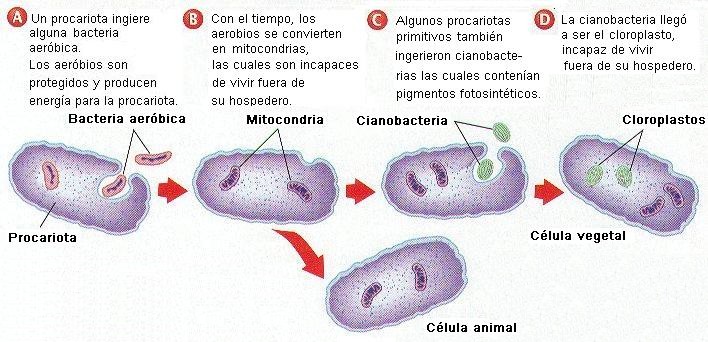 A Un procariota ingiere
alguna bacteria
aeróbica.
Los aeróbios son
protegidos y producen
energía para la procariota.
B Con el tiempo, los
aerobios se convierten
en mitocondrias,
las cuales son incapaces
de vivir fuera de
su hospedero.
C Algunos procariotas
primitivos también
ingerieron cianobacte-
rias las cuales contenían
pigmentos fotosintéticos.
D La cianobacteria llegó
a ser el cloroplasto,
incapaz de vivir
fuera de su hospedero.
Bacteria aeróbica
Mitocondria
Cianobacteria
Cloroplastos
Procariota
Célula vegetal
Célula animal